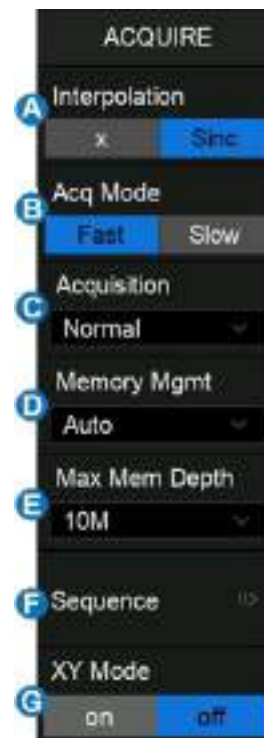 ACQUIRE
A Interpolation
x Sinc
B Acq Mode
Fast Slow
C Acquisition
Normal
D Memory Mgmt
Auto
E Max Mem Depth
10M
F Sequence
XY Mode
G on off